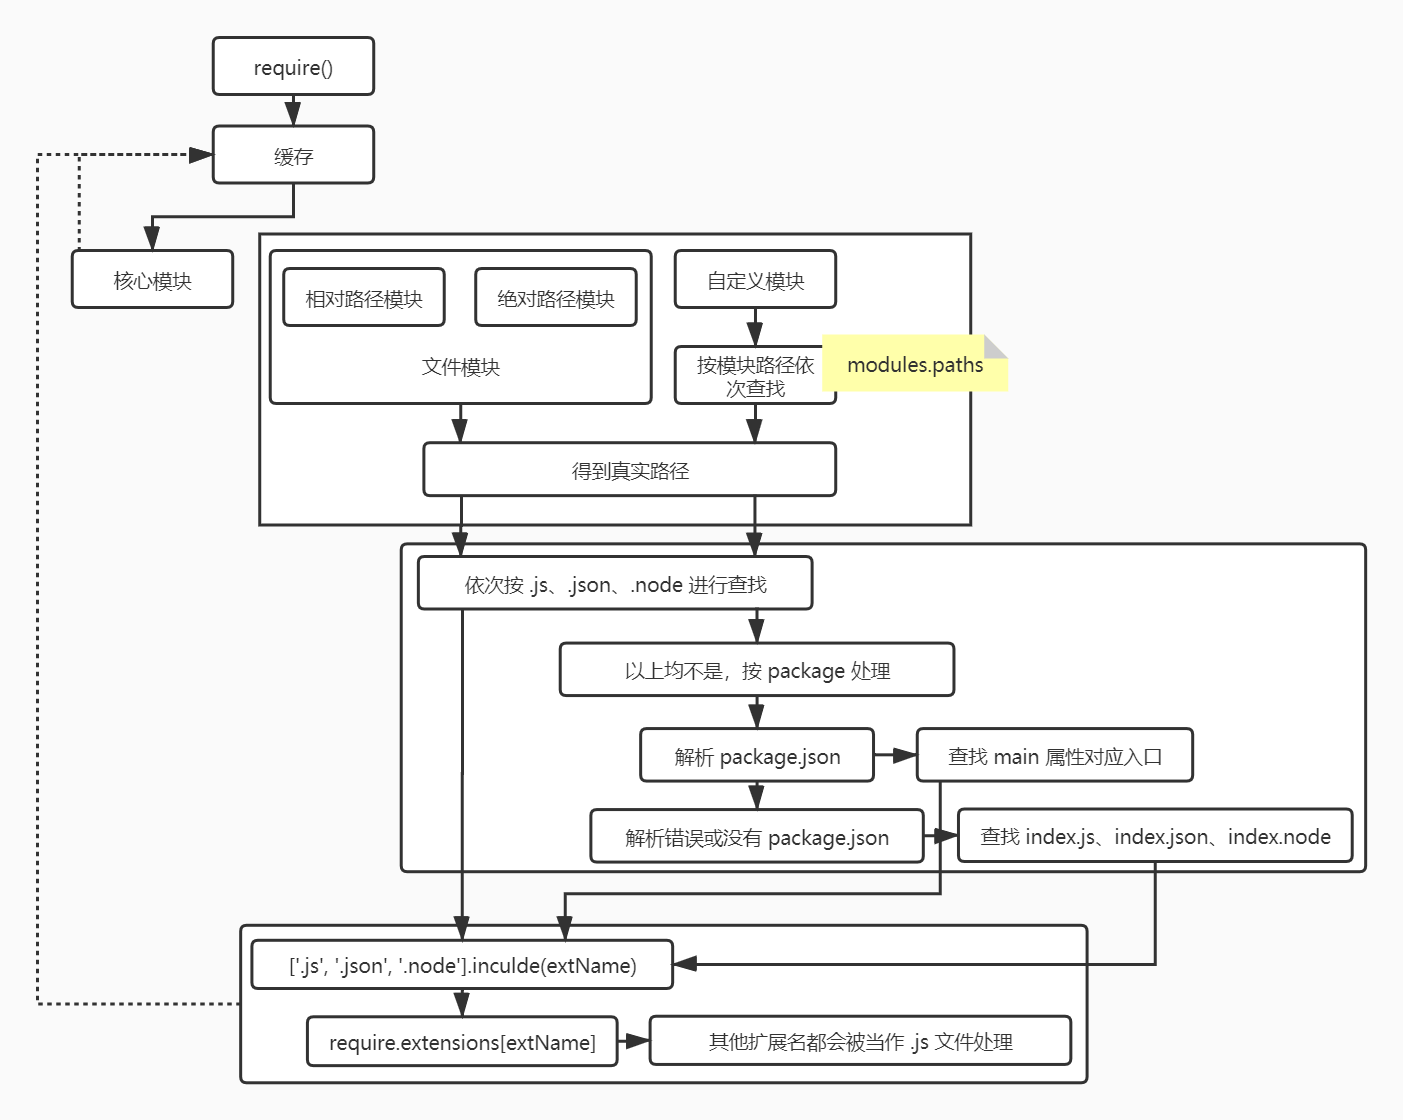 require()
缓存
核心模块
相对路径模块
绝对路径模块
文件模块
自定义模块
按模块路径依
次查找
modules.paths
得到真实路径
依次按 .js、.json、.node 进行查找
以上均不是，按 package 处理
解析 package.json
查找 main 属性对应入口
解析错误或没有 package.json
查找 index.js、index.json、index.node
['.js', '.json', '.node'].inculde(extName)
require.extensions[extName]
其他扩展名都会被当作 .js 文件处理